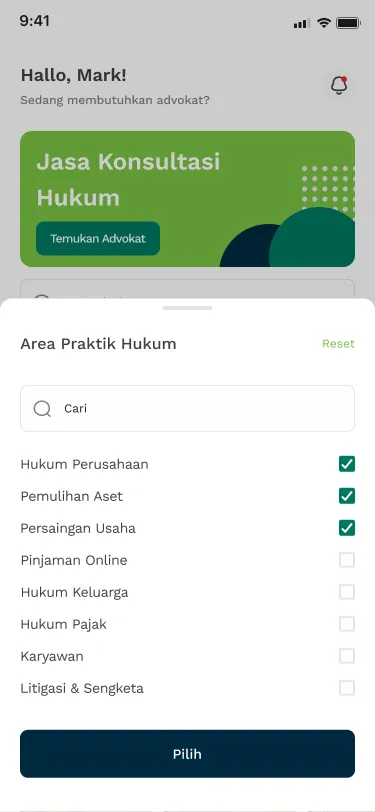 9:41
Hallo, Mark!
Sedang membutuhkan advokat?
Jasa Konsultasi
Hukum
Temukan Advokat
Area Praktik Hukum
Reset
Cari
Hukum Perusahaan
Pemulihan Aset
Persaingan Usaha
Pinjaman Online
Hukum Keluarga
Hukum Pajak
Karyawan
Litigasi & Sengketa
Pilih